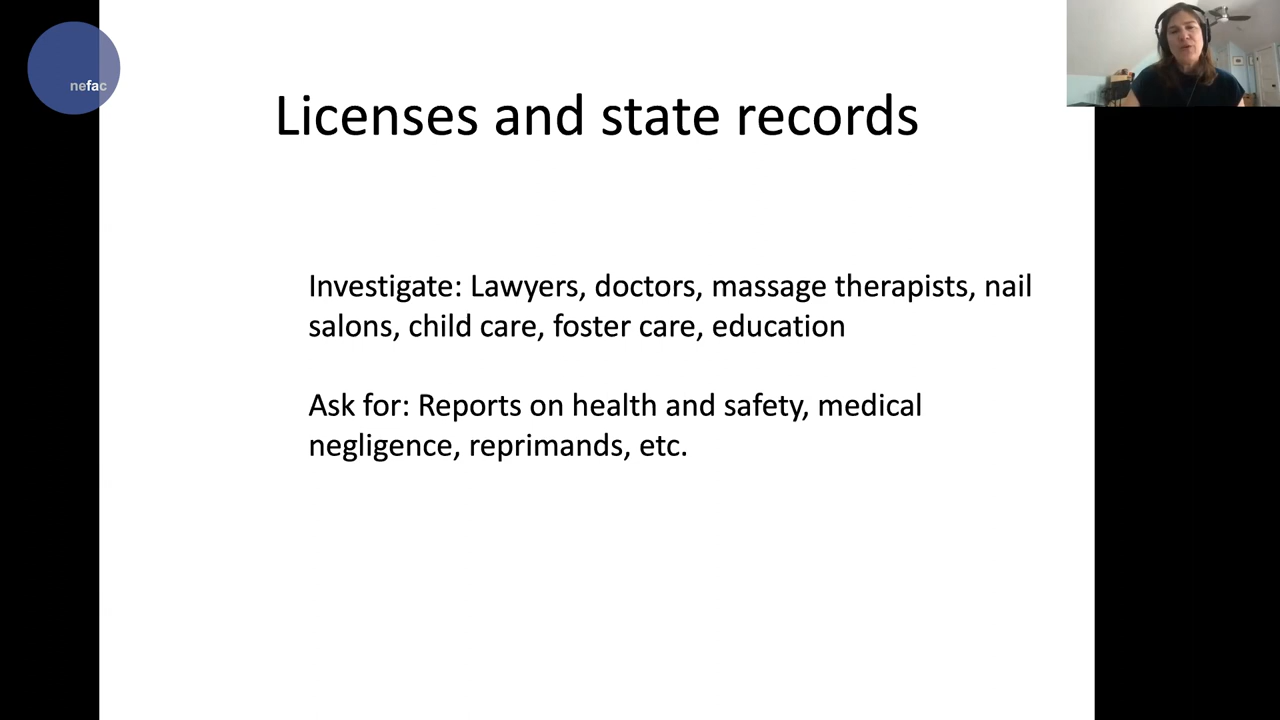 nefac
Licenses and state records
Investigate: Lawyers, doctors, massage therapists, nail
salons, child care, foster care, education
Ask for: Reports on health and safety, medical
negligence, reprimands, etc.